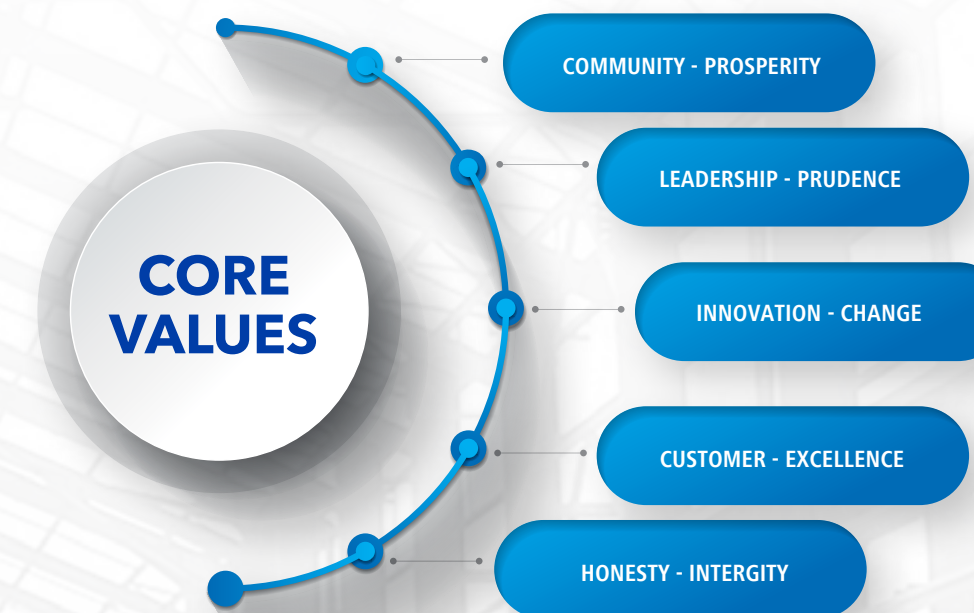 CORE
VALUES
COMMUNITY - PROSPERITY
LEADERSHIP - PRUDENCE
INNOVATION - CHANGE
CUSTOMER - EXCELLENCE
HONESTY - INTERGITY